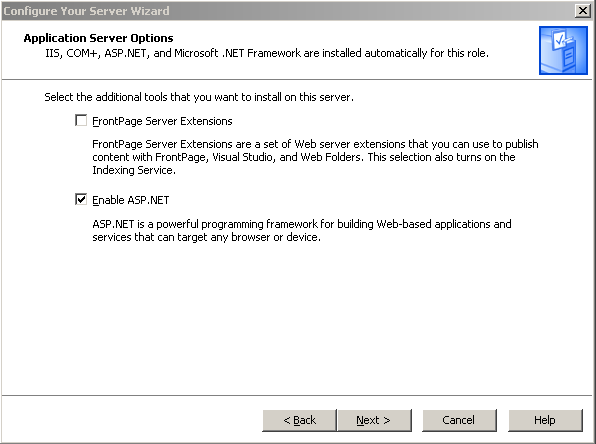 Configure Your Server Wizard
Application Server Options
IIS, COM+, ASP.NET, and Microsoft .NET Framework are installed automatically for this role.
Select the additional tools that you want to install on this server.
FrontPage Server Extensions
FrontPage Server Extensions are a set of Web server extensions that you can use to publish
content with FrontPage, Visual Studio, and Web Folders. This selection also turns on the
Indexing Service.
Enable ASP.NET
ASP.NET is a powerful programming framework for building Web-based applications and
services that can target any browser or device.
< Back Next > Cancel Help